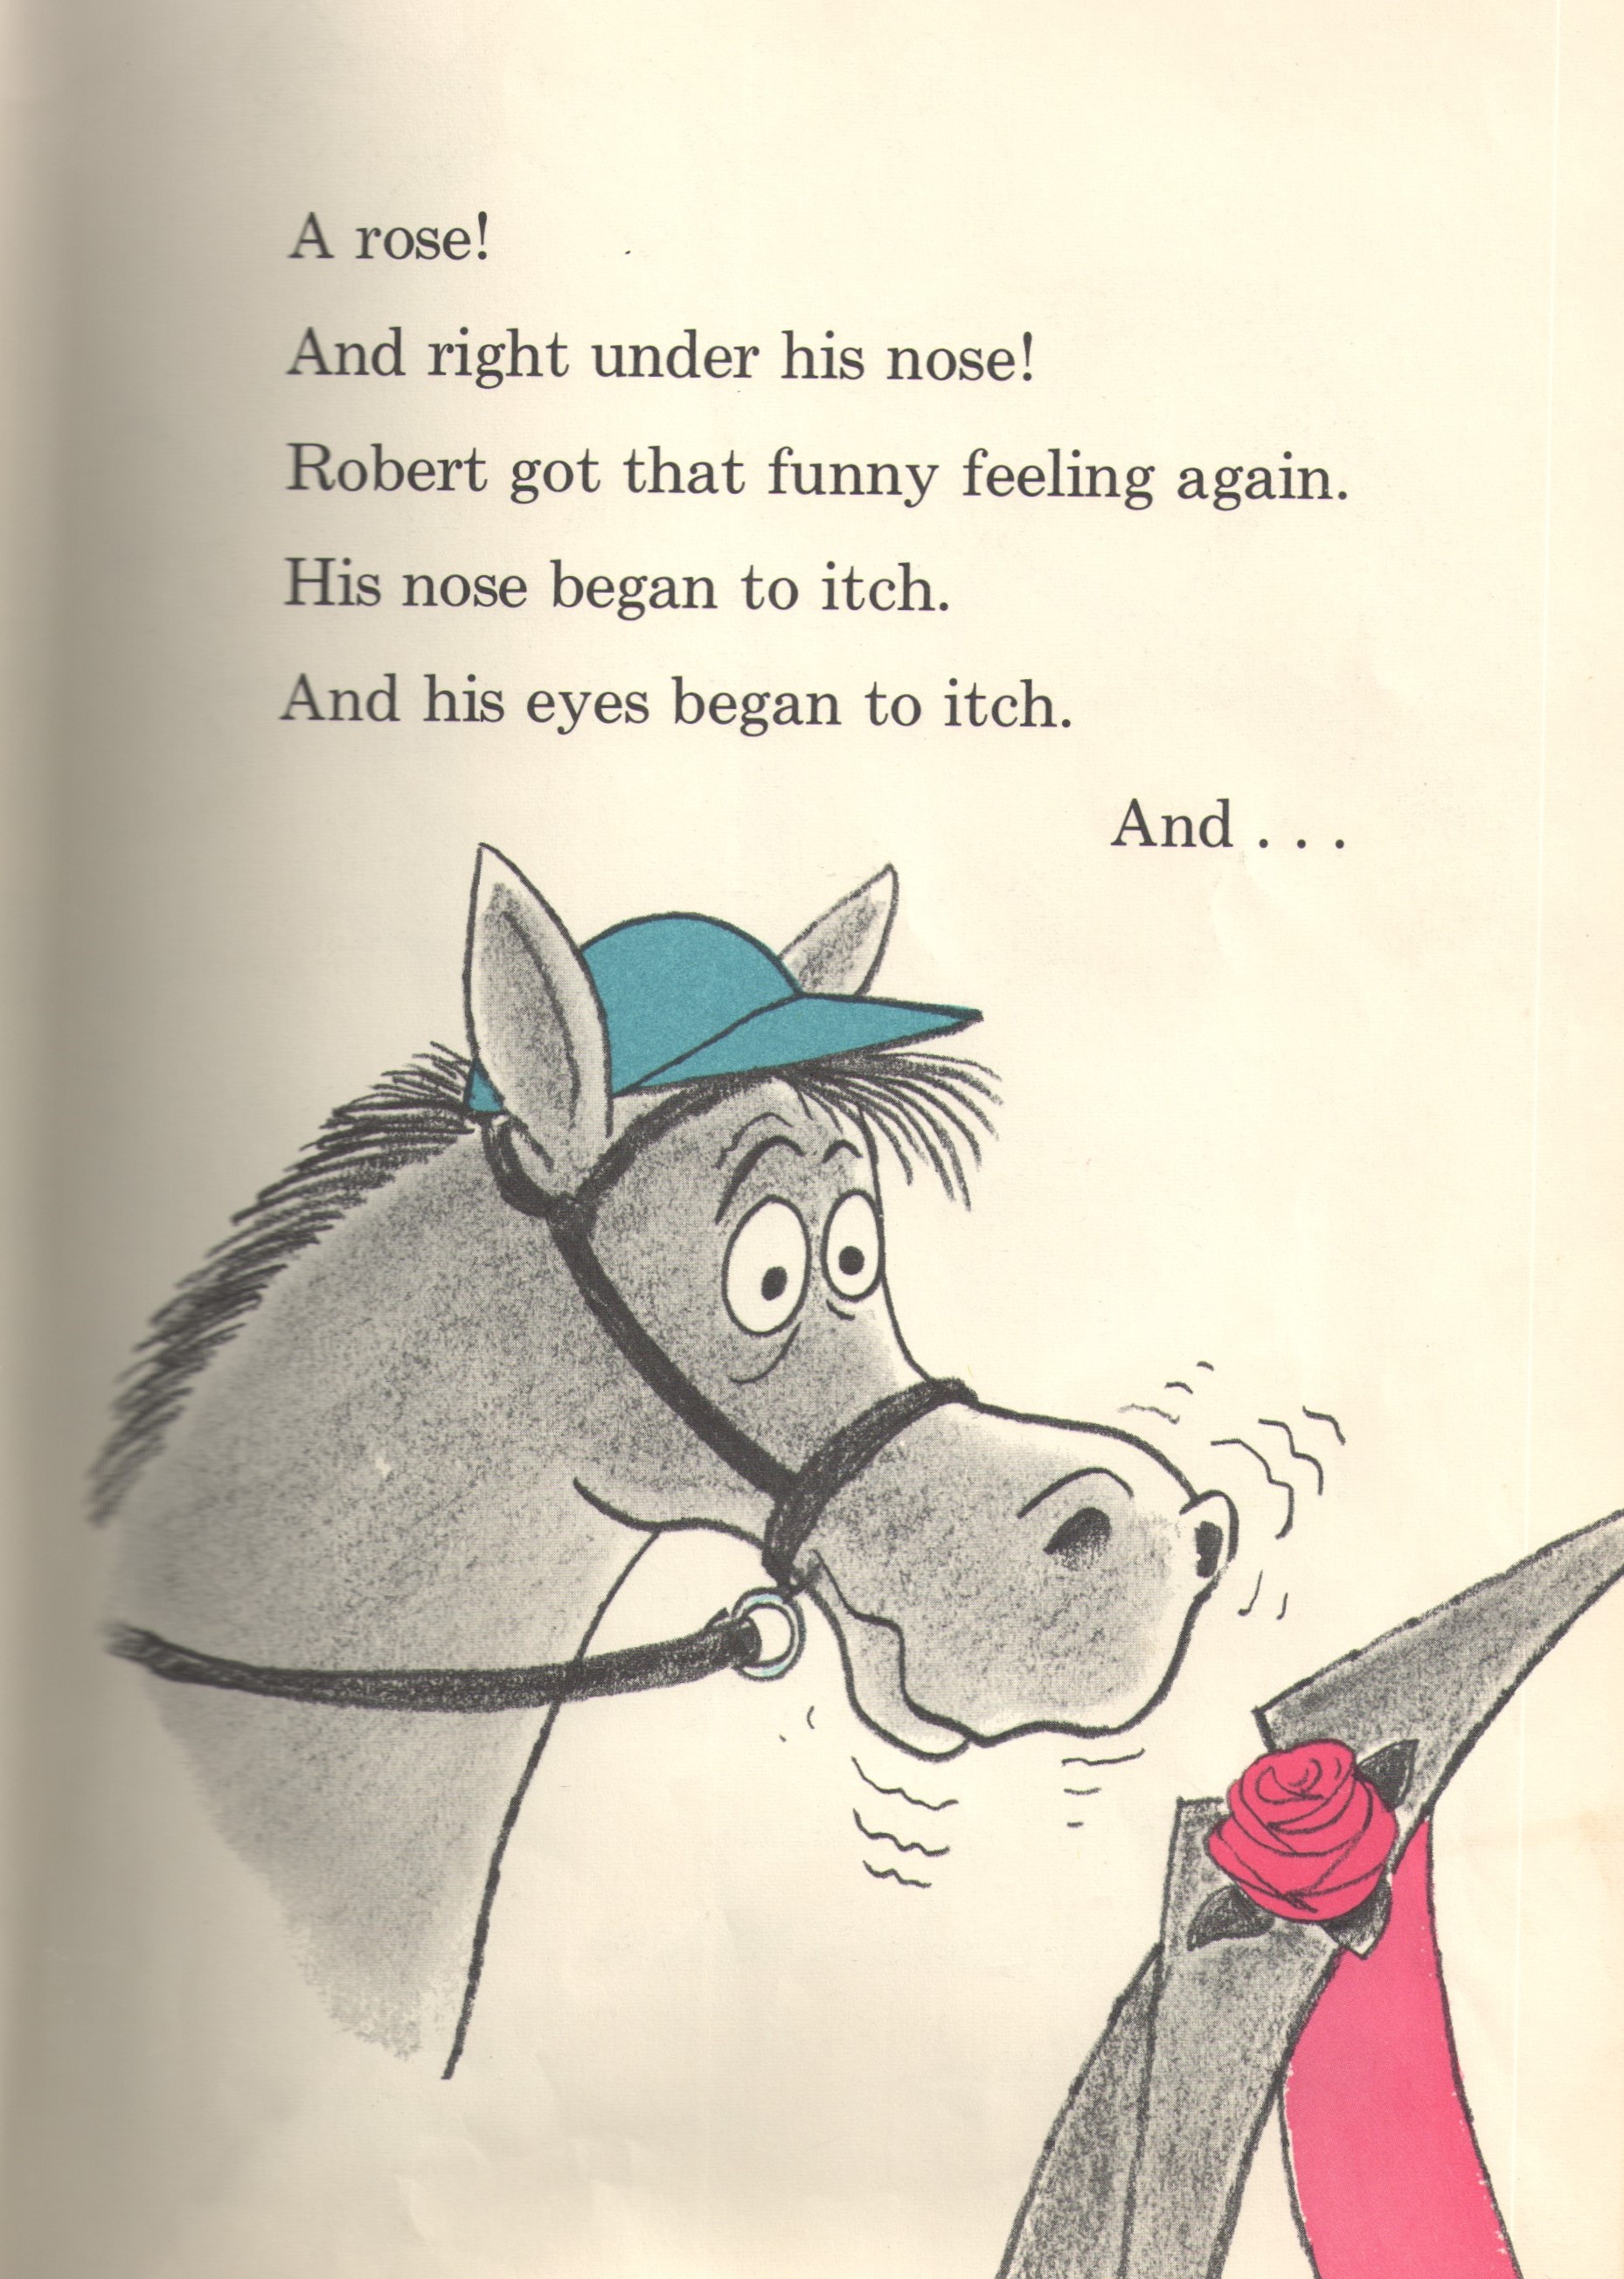 A rose!
And right under his nose!
Robert got that funny feeling again.
His nose began to itch.
And his eyes began to itch.
And . . .